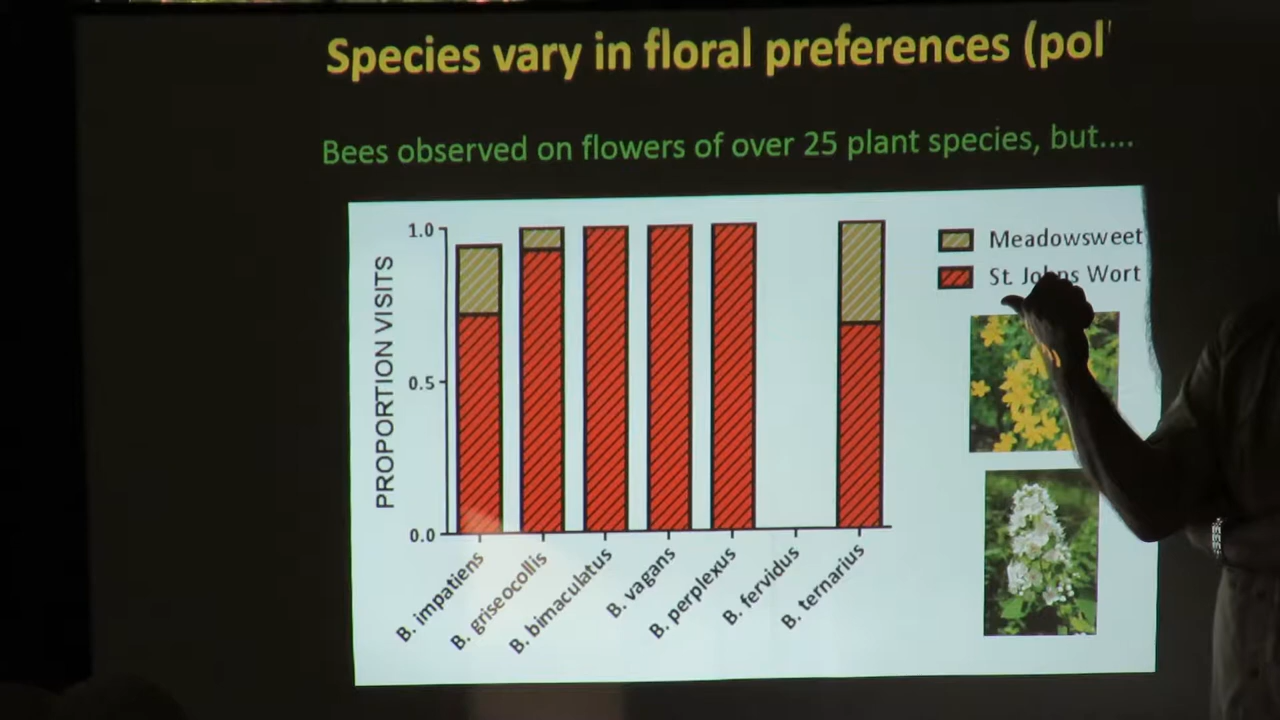 Species vary in floral preferences (pol
Bees observed on flowers of over 25 plant species, but....
PROPORTION VISITS
1.0
0.5
0.0
Meadowsweet
St. Johns Wort
B. impatiens
B. griseocollis
B. bimaculatus
B. vagans
B. perplexus
B. fervidus
B. ternarius